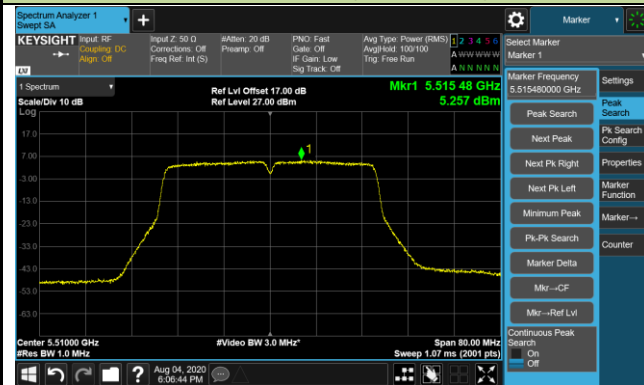 Spectrum Analyzer 1
Swept SA
+
Marker
KEYSIGHT
Input: RF
Coupling: DC
Align: Off
Input Z: 50 Ω
Corrections: Off
Freq Ref: Int (S)
#Atten: 20 dB
Preamp: Off
PNO: Fast
Gate: Off
IF Gain: Low
Sig Track: Off
Avg Type: Power (RMS)
Avg|Hold: 100/100
Trig: Free Run
1 2 3 4 5 6
A W W W W W
A N N N N N
LXI
Select Marker
Marker 1
1 Spectrum
Scale/Div 10 dB
Log
Ref Lvl Offset 17.00 dB
Ref Level 27.00 dBm
Mkr1 5.515 48 GHz
5.257 dBm
Marker Frequency
5.515480000 GHz
Settings
Peak Search
Peak
Search
Next Peak
Pk Search
Config
Next Pk Right
Properties
Next Pk Left
Marker
Function
Minimum Peak
Marker→
Pk-Pk Search
Counter
Marker Delta
Mkr→CF
Mkr→Ref Lvl
Continuous Peak
Search
On
Off
17.0
7.00
-3.00
-13.0
-23.0
-33.0
-43.0
-53.0
-63.0
1
Center 5.51000 GHz
#Res BW 1.0 MHz
#Video BW 3.0 MHz*
Span 80.00 MHz
Sweep 1.07 ms (2001 pts)
?
Aug 04, 2020
6:06:44 PM